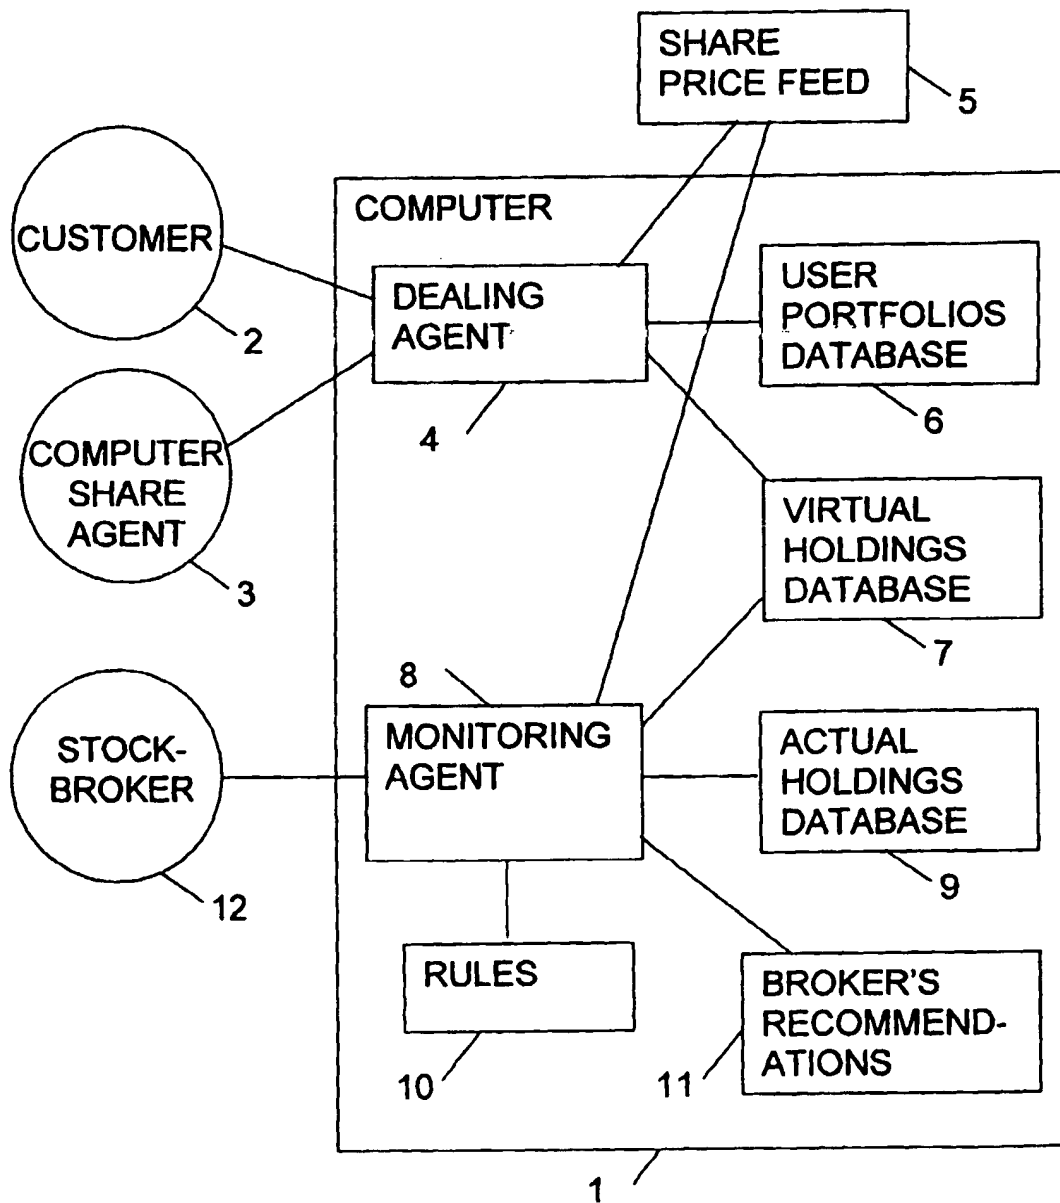 SHARE
PRICE FEED
5
COMPUTER
CUSTOMER
2
DEALING
AGENT
4
USER
PORTFOLIOS
DATABASE
6
COMPUTER
SHARE
AGENT
3
VIRTUAL
HOLDINGS
DATABASE
7
8
MONITORING
AGENT
STOCK-
BROKER
12
ACTUAL
HOLDINGS
DATABASE
9
RULES
10
BROKER'S
RECOMMEND-
ATIONS
11
1